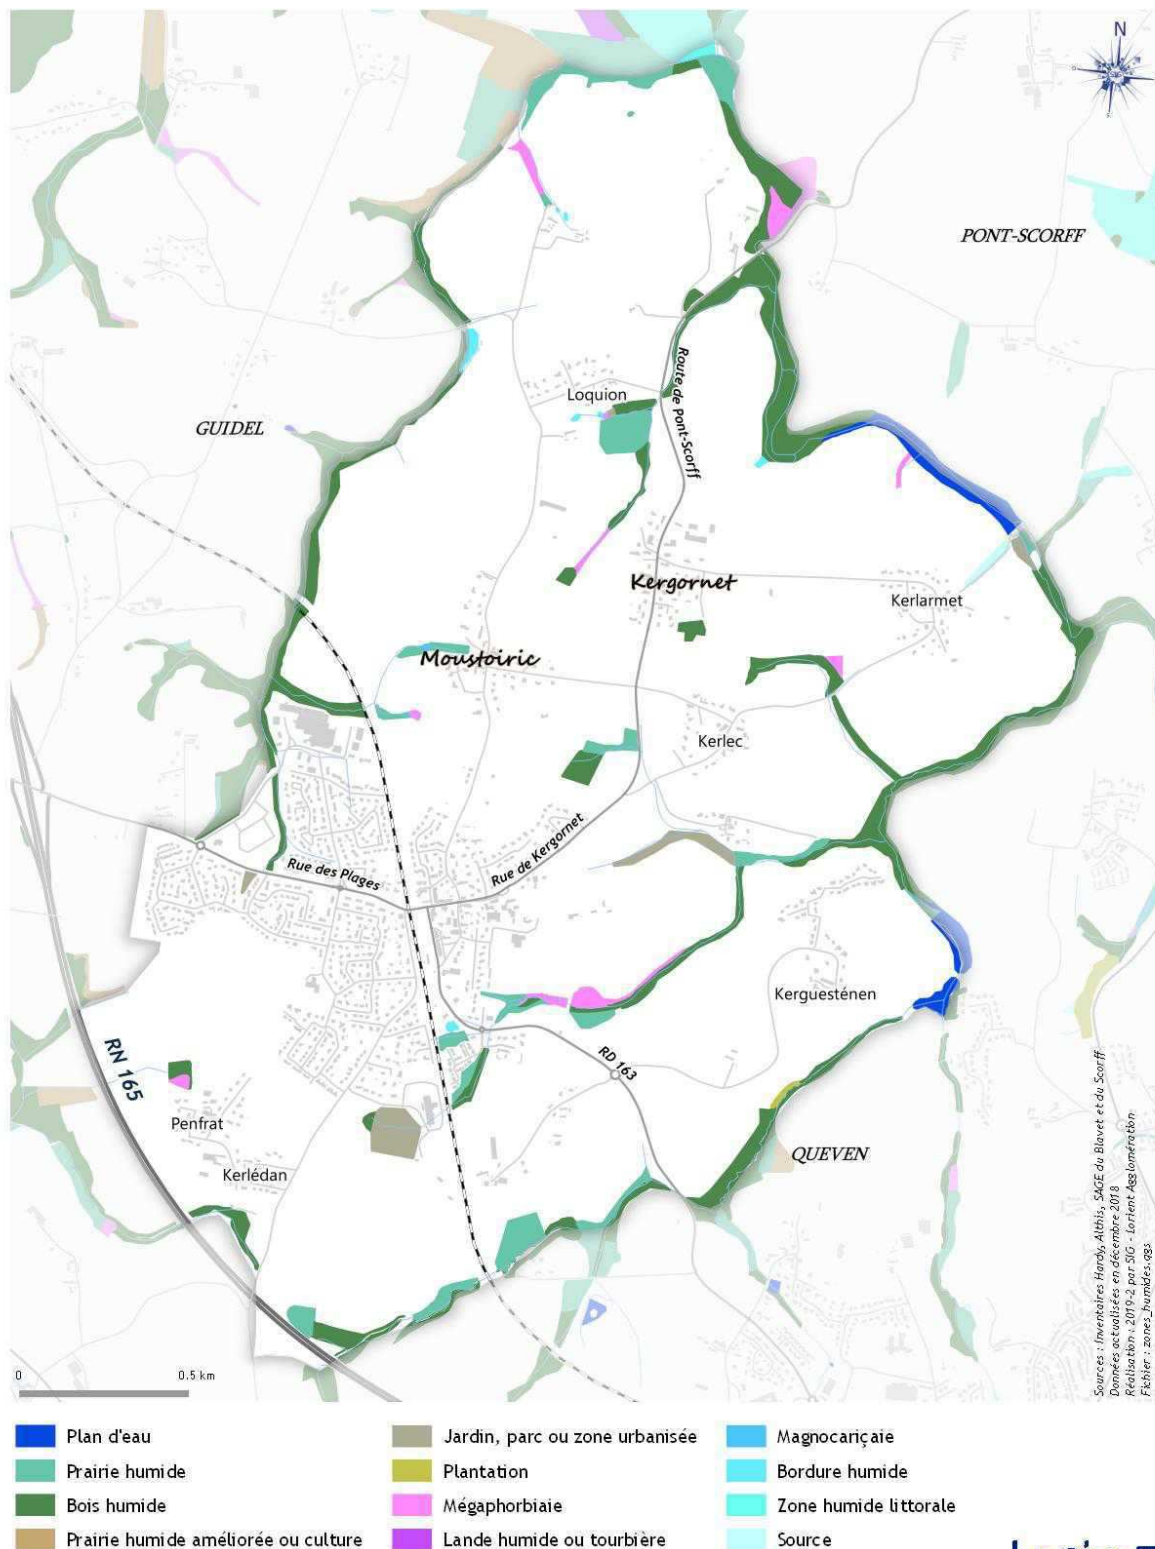 N
PONT-SCORFF
GUIDEL
Loquion
Route de Pont-Scorff
Kergornet
Kerlarmet
Moustoiric
Kerlec
Rue de Kergornet
Rue des Plages
Kerguesténen
RD 163
RN 165
Penfrat
Kerlédan
QUEVEN
Sources : Inventaires Hardy, Althis, SAGE du Blavet et du Scorff
Données actualisées en décembre 2018
Réalisation : 2019-2 par SIG - Lorient Agglomération
Fichier : zones_humides.qgs
0 0.5 km
Plan d'eau
Prairie humide
Bois humide
Prairie humide améliorée ou culture
Jardin, parc ou zone urbanisée
Plantation
Mégaphorbiaie
Lande humide ou tourbière
Magnocariçaie
Bordure humide
Zone humide littorale
Source